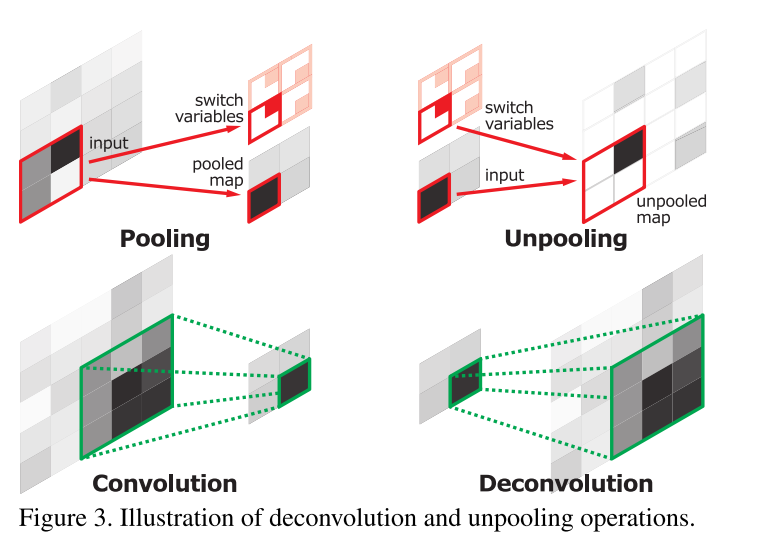 input
switch
variables
pooled
map
Pooling
switch
variables
input
unpooled
map
Unpooling
Convolution
Deconvolution
Figure 3. Illustration of deconvolution and unpooling operations.